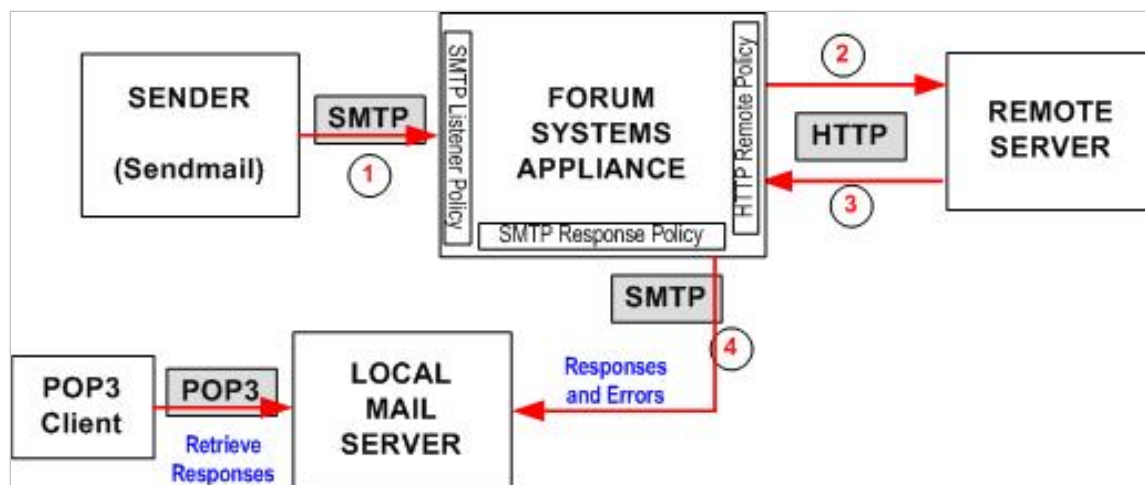 SENDER
(Sendmail)
SMTP
1
SMTP Listener Policy
FORUM
SYSTEMS
APPLIANCE
HTTP Remote Policy
SMTP Response Policy
2
HTTP
3
REMOTE
SERVER
SMTP
4
Responses
and Errors
POP3
Client
POP3
Retrieve
Responses
LOCAL
MAIL
SERVER